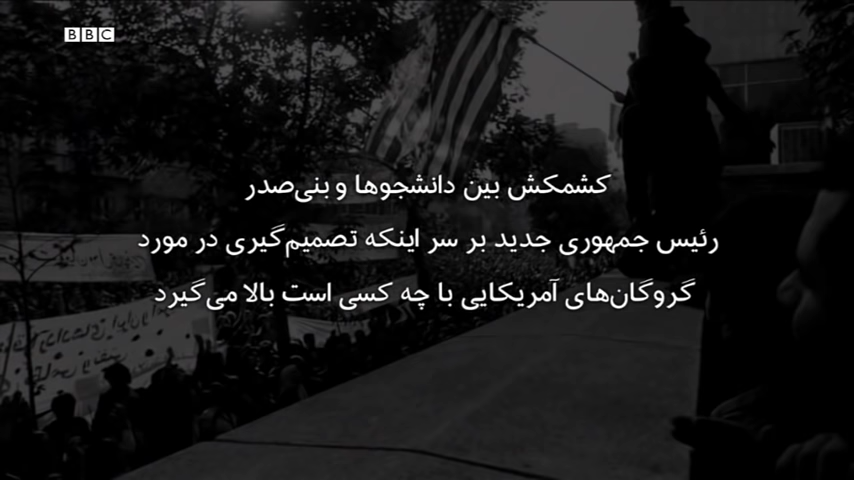 BBC
کشمکش بین دانشجوها و بنی‌صدر
رئیس جمهوری جدید بر سر اینکه تصمیم‌گیری در مورد
گروگان‌های آمریکایی با چه کسی است بالا می‌گیرد